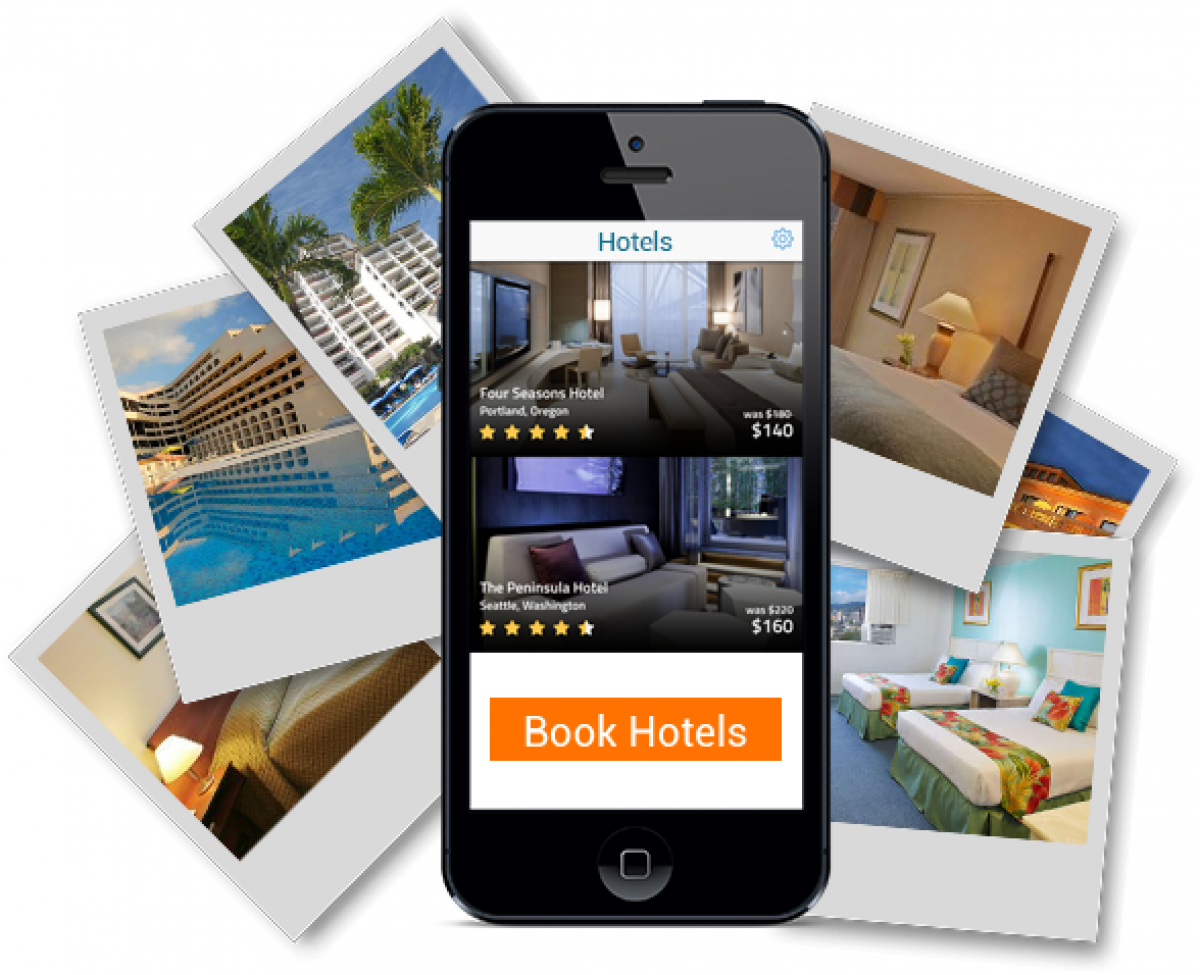 Hotels
Four Seasons Hotel
Portland, Oregon
was $180
$140
The Peninsula Hotel
Seattle, Washington
was $220
$160
Book Hotels